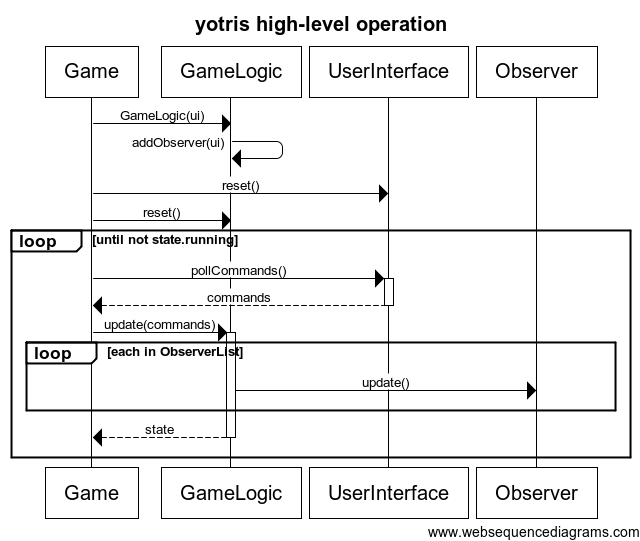 yotris high-level operation
Game GameLogic UserInterface Observer
GameLogic(ui)
addObserver(ui)
reset()
reset()
loop [until not state.running]
pollCommands()
commands
update(commands)
loop [each in ObserverList]
update()
state
Game GameLogic UserInterface Observer
www.websequencediagrams.com